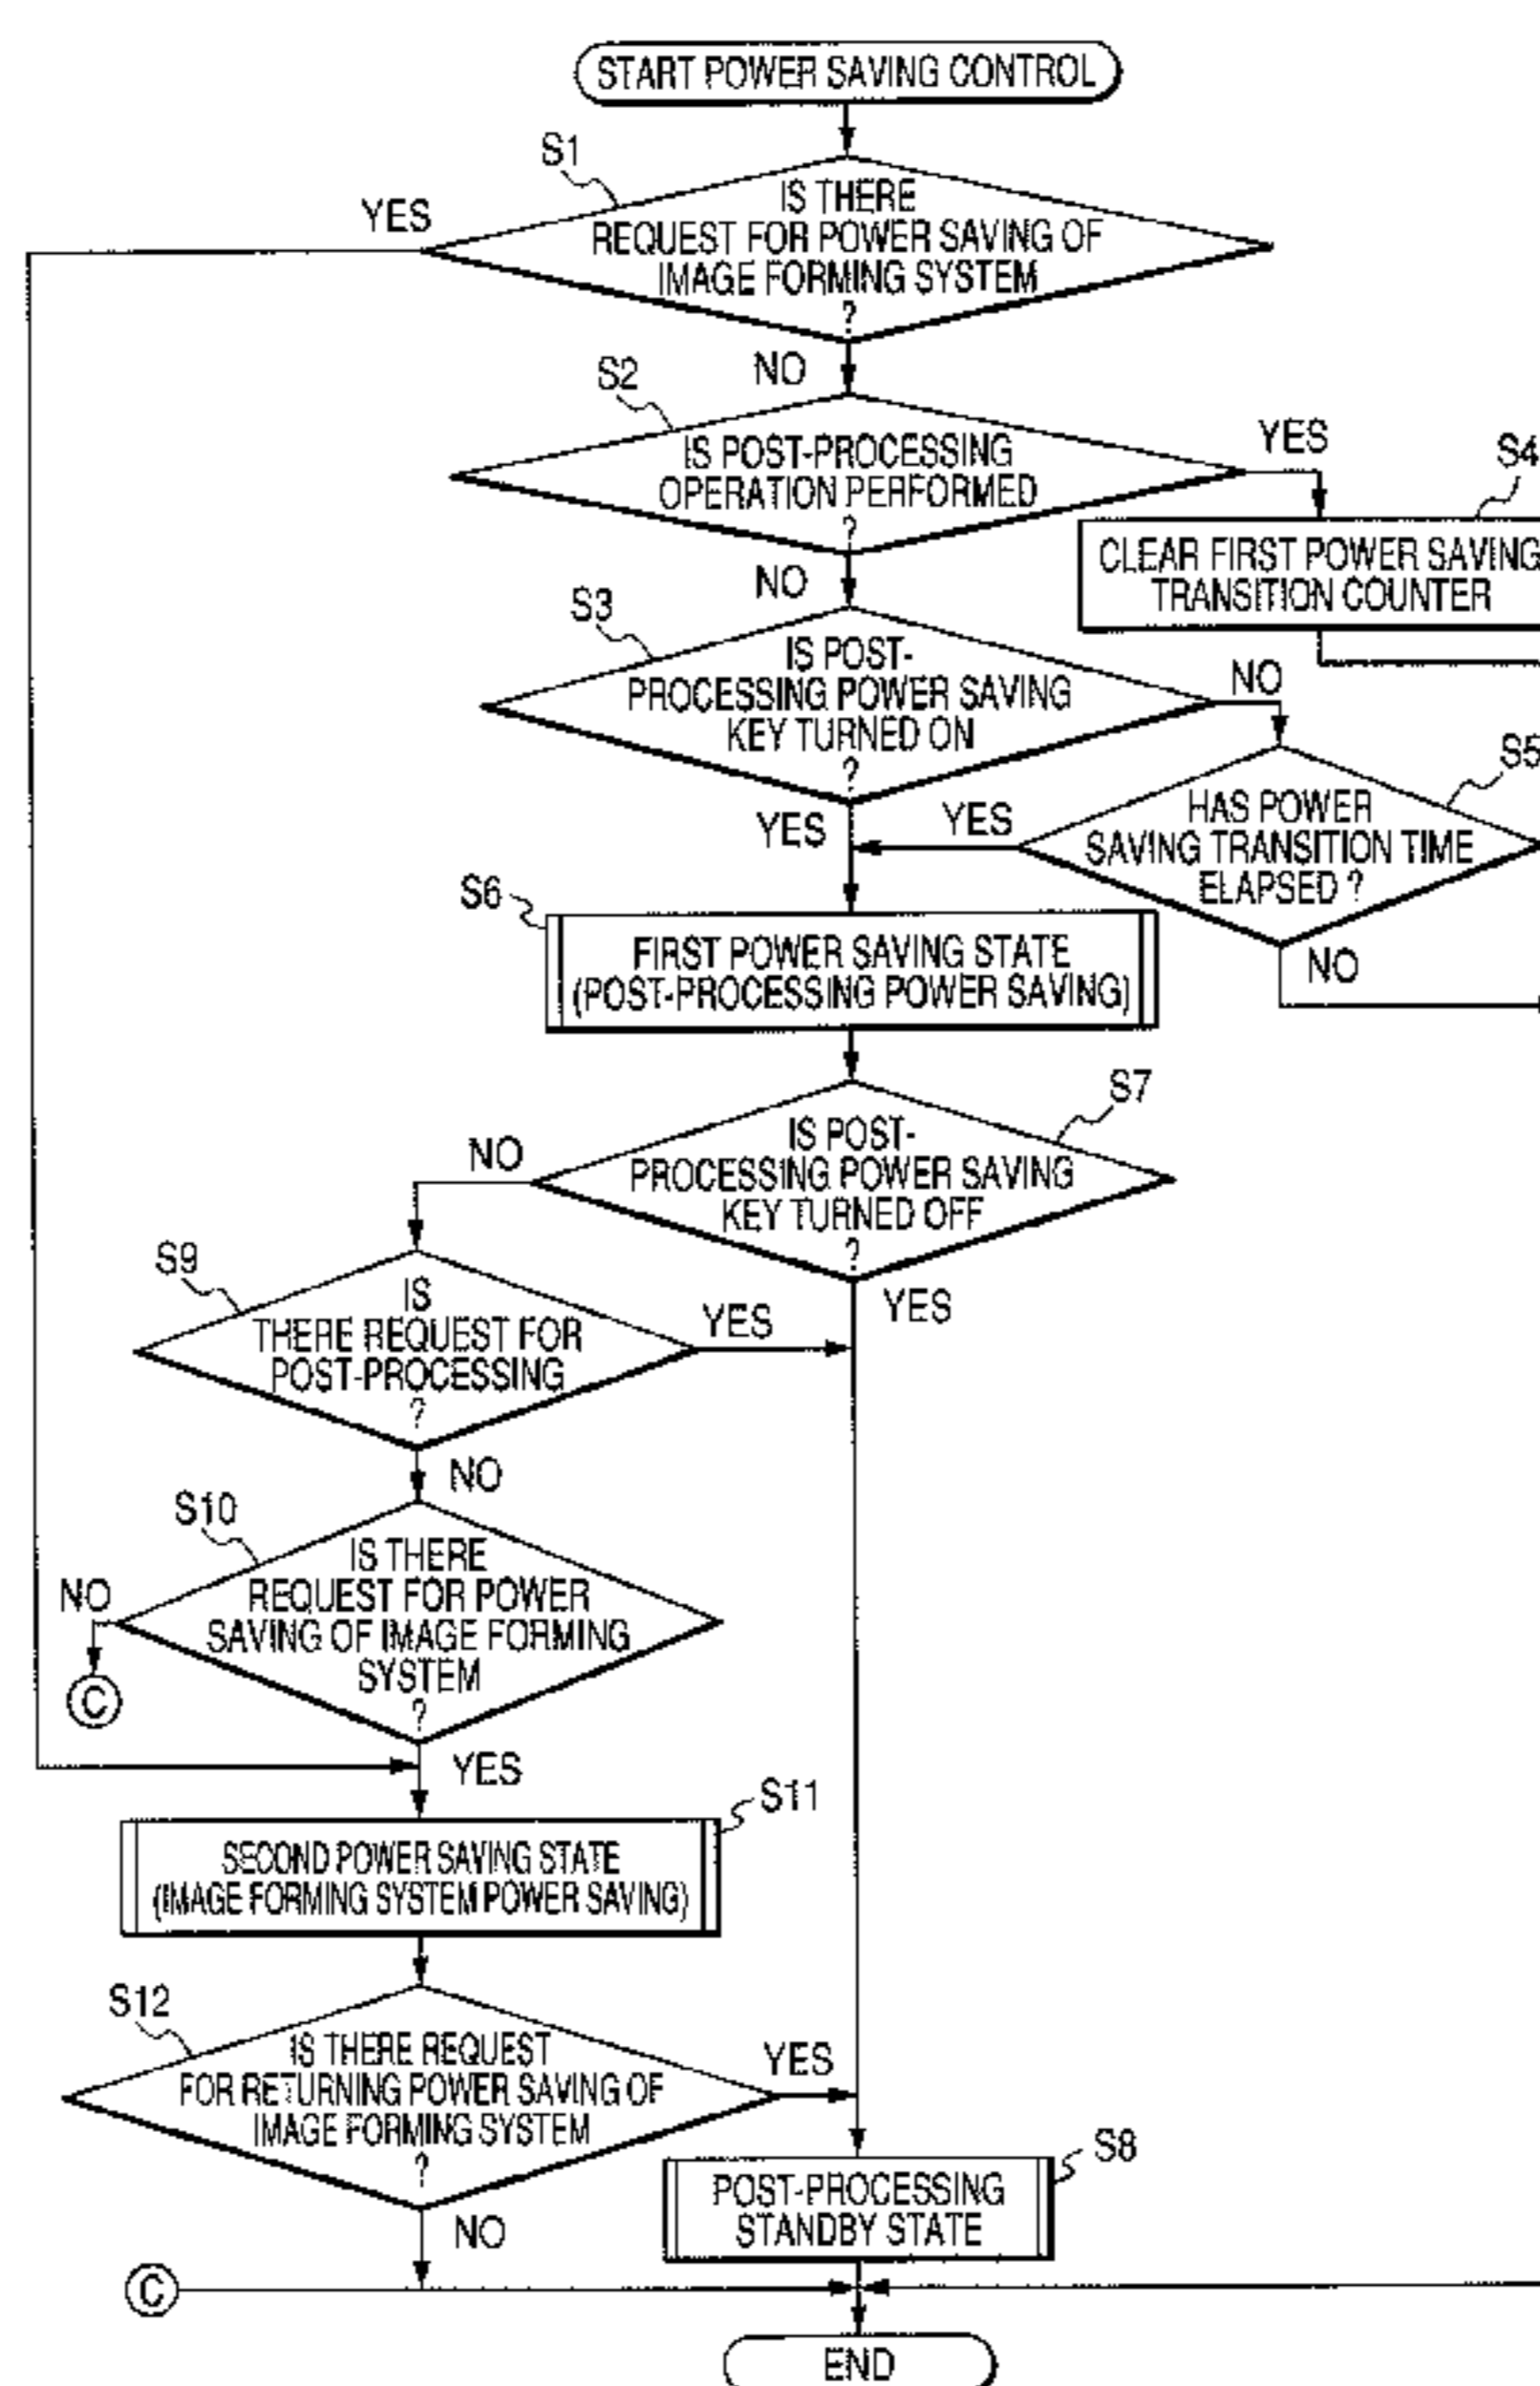 START POWER SAVING CONTROL
S1
YES
IS THERE
REQUEST FOR POWER SAVING OF
IMAGE FORMING SYSTEM
?
NO
S2
IS POST-PROCESSING
OPERATION PERFORMED
?
YES
S4
CLEAR FIRST POWER SAVING
TRANSITION COUNTER
NO
S3
IS POST-
PROCESSING POWER SAVING
KEY TURNED ON
?
NO
S5
HAS POWER
SAVING TRANSITION TIME
ELAPSED ?
YES
YES
NO
S6
FIRST POWER SAVING STATE
(POST-PROCESSING POWER SAVING)
S7
IS POST-
PROCESSING POWER SAVING
KEY TURNED OFF
?
NO
YES
S9
IS
THERE REQUEST FOR
POST-PROCESSING
?
YES
NO
S10
IS THERE
REQUEST FOR POWER
SAVING OF IMAGE FORMING
SYSTEM
?
NO
C
YES
S11
SECOND POWER SAVING STATE
(IMAGE FORMING SYSTEM POWER SAVING)
S12
IS THERE REQUEST
FOR RETURNING POWER SAVING OF
IMAGE FORMING SYSTEM
?
YES
NO
S8
POST-PROCESSING
STANDBY STATE
C
END